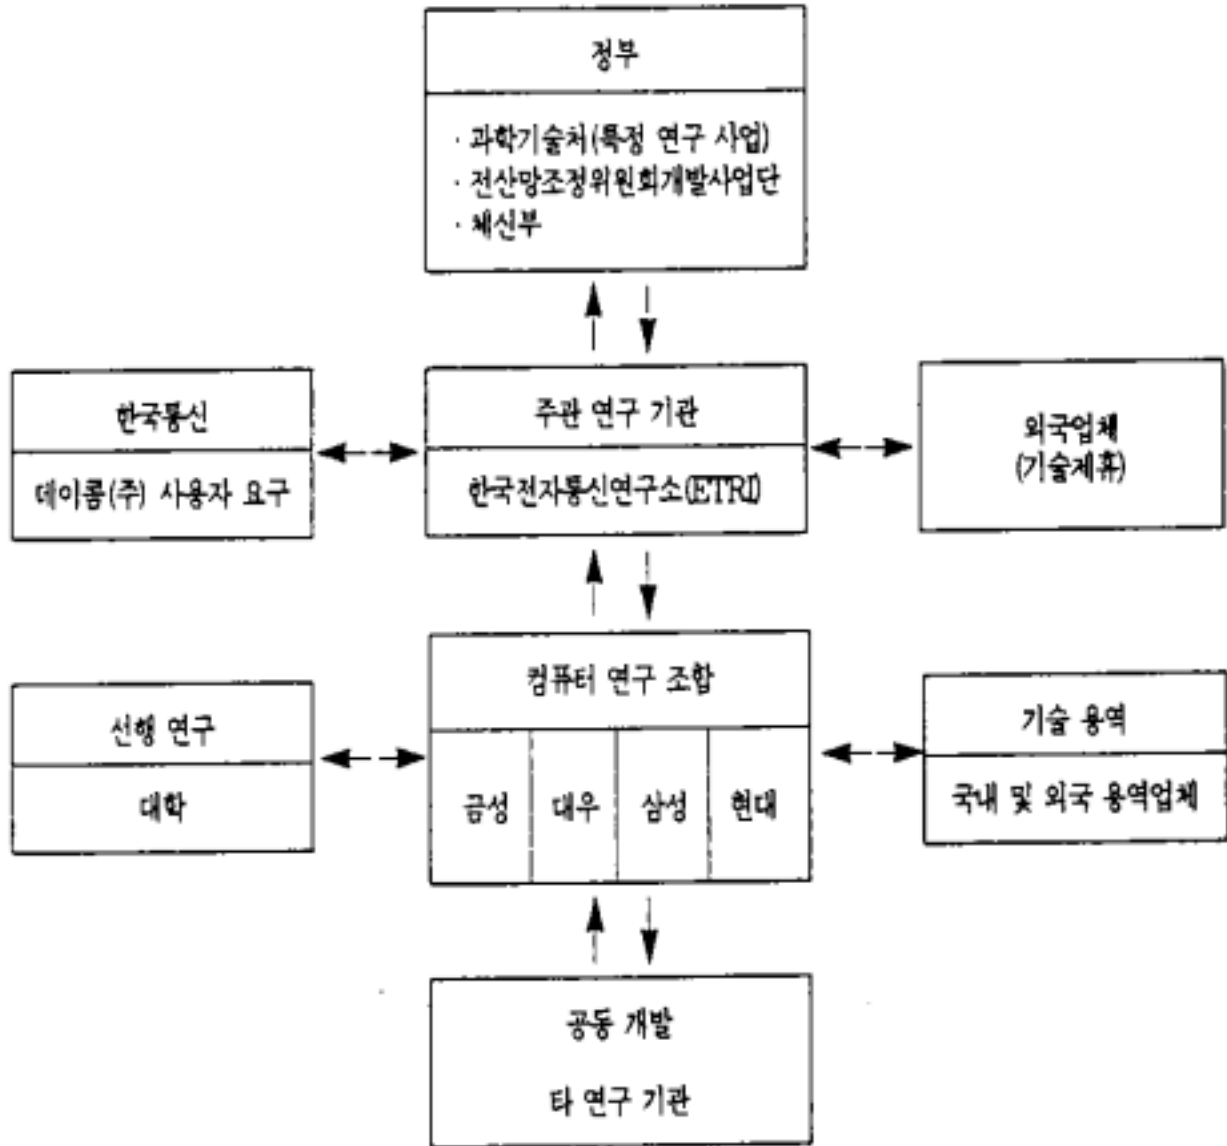 정부
· 과학기술처(특정 연구 사업)
· 전산망조정위원회개발사업단
· 체신부
한국통신
데이콤(주) 사용자 요구
주관 연구 기관
한국전자통신연구소(ETRI)
외국업체
(기술제휴)
선행 연구
대학
컴퓨터 연구 조합
금성 대우 삼성 현대
기술 용역
국내 및 외국 용역업체
공동 개발
타 연구 기관